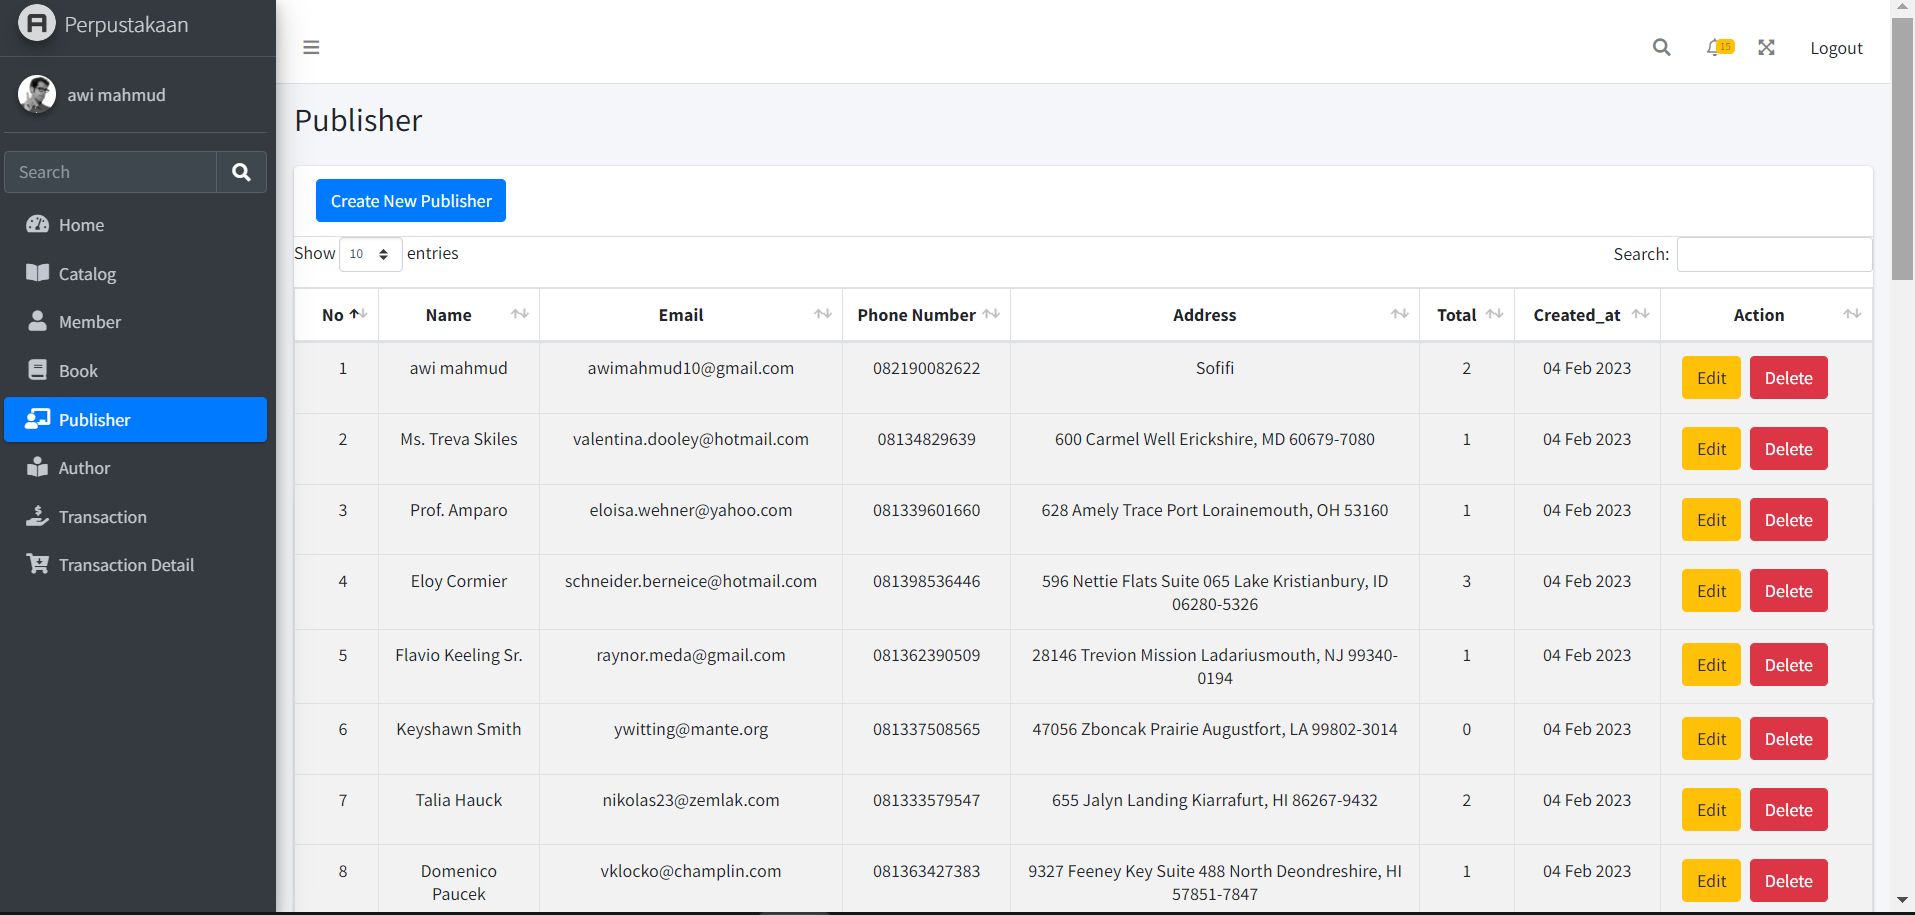 Perpustakaan
awi mahmud
Search
Home
Catalog
Member
Book
Publisher
Author
Transaction
Transaction Detail
15
Logout
Publisher
Create New Publisher
Show 10 entries
Search:
No Name Email Phone Number Address Total Created_at Action
1 awi mahmud awimahmud10@gmail.com 082190082622 Sofifi 2 04 Feb 2023 Edit Delete
2 Ms. Treva Skiles valentina.dooley@hotmail.com 08134829639 600 Carmel Well Erickshire, MD 60679-7080 1 04 Feb 2023 Edit Delete
3 Prof. Amparo eloisa.wehner@yahoo.com 081339601660 628 Amely Trace Port Lorainemouth, OH 53160 1 04 Feb 2023 Edit Delete
4 Eloy Cormier schneider.berneice@hotmail.com 081398536446 596 Nettie Flats Suite 065 Lake Kristianbury, ID 3 04 Feb 2023 Edit Delete
06280-5326
5 Flavio Keeling Sr. raynor.meda@gmail.com 081362390509 28146 Trevion Mission Ladariusmouth, NJ 99340- 1 04 Feb 2023 Edit Delete
0194
6 Keyshawn Smith ywitting@mante.org 081337508565 47056 Zboncak Prairie Augustfort, LA 99802-3014 0 04 Feb 2023 Edit Delete
7 Talia Hauck nikolas23@zemlak.com 081333579547 655 Jalyn Landing Kiarrafurt, HI 86267-9432 2 04 Feb 2023 Edit Delete
8 Domenico vklocko@champlin.com 081363427383 9327 Feeney Key Suite 488 North Deondreshire, HI 1 04 Feb 2023 Edit Delete
Paucek 57851-7847